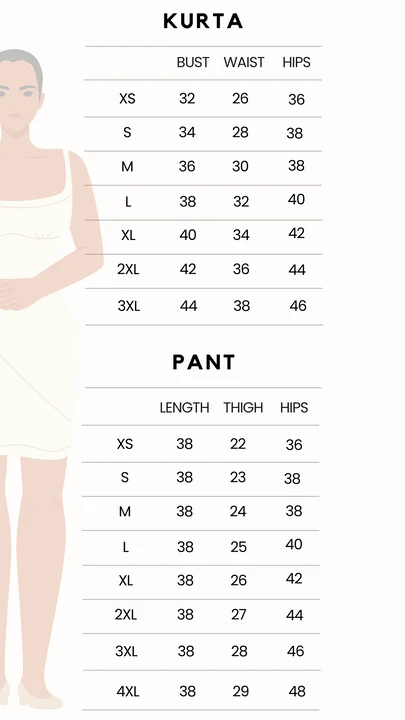 KURTA
BUST WAIST HIPS
XS 32 26 36
S 34 28 38
M 36 30 38
L 38 32 40
XL 40 34 42
2XL 42 36 44
3XL 44 38 46
PANT
LENGTH THIGH HIPS
XS 38 22 36
S 38 23 38
M 38 24 38
L 38 25 40
XL 38 26 42
2XL 38 27 44
3XL 38 28 46
4XL 38 29 48